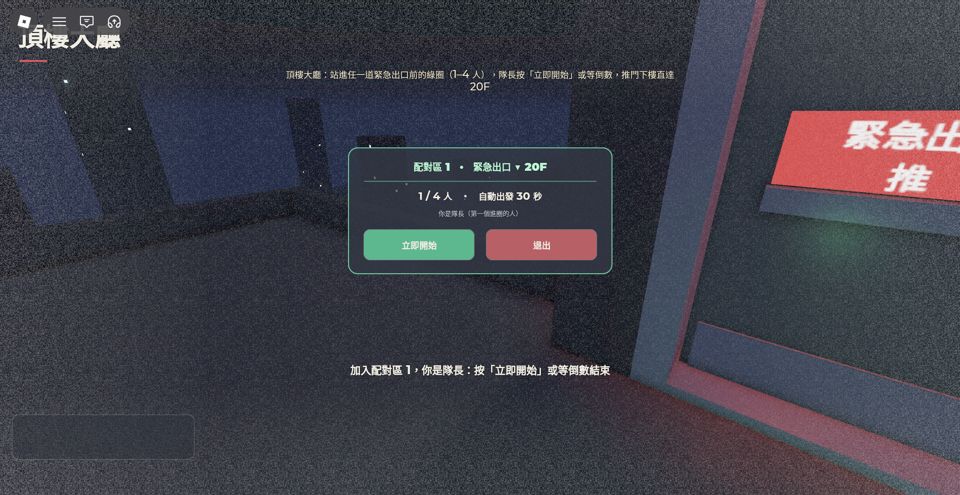 頂樓大廳
頂樓大廳：站進任一道緊急出口前的綠圈（1–4 人），隊長按「立即開始」或等倒數，推門下樓直達
20F
配對區 1 • 緊急出口 ▼ 20F
1 / 4 人 • 自動出發 30 秒
你是隊長（第一個進圈的人）
立即開始
退出
緊急出
推
加入配對區 1，你是隊長：按「立即開始」或等倒數結束